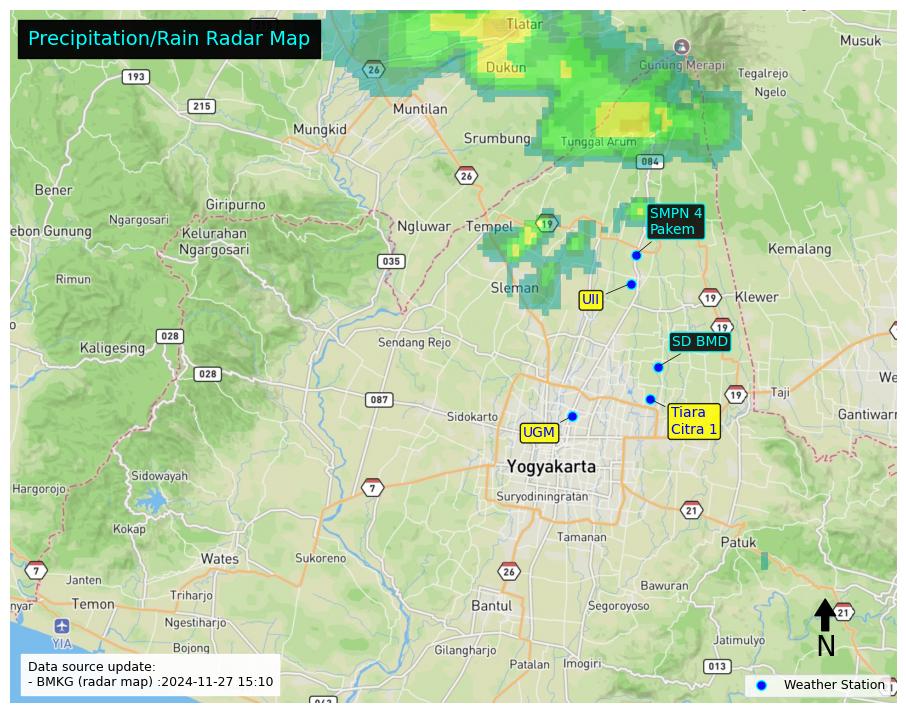 Precipitation/Rain Radar Map
Tlatar
Musuk
26
Dukun
Gunung Merapi
Tegalrejo
193
Ngelo
215
Muntilan
Mungkid
Srumbung
Tunggal Arum
084
26
Bener
Giripurno
SMPN 4
Pakem
Ngargosari
Ngluwar
Tempel
19
ebon Gunung
Kelurahan
Ngargosari
Kemalang
035
Rimun
Sleman
UII
19
Klewer
19
028
Sendang Rejo
SD BMD
Kaligesing
028
087
19
Taji
We
Sidokarto
Tiara
Citra 1
Gantiwarn
UGM
Yogyakarta
Sidowayah
Hargorojo
7
Suryodiningratan
21
Kokap
Tamanan
Patuk
Wates
Sukoreno
7
26
Janten
Bawuran
nyar
Temon
Triharjo
Bantul
Segoroyoso
21
YIA
Ngestiharjo
Jatimulyo
N
Bojong
Gilangharjo
Patalan
Imogiri
013
Data source update:
- BMKG (radar map) :2024-11-27 15:10
Weather Station